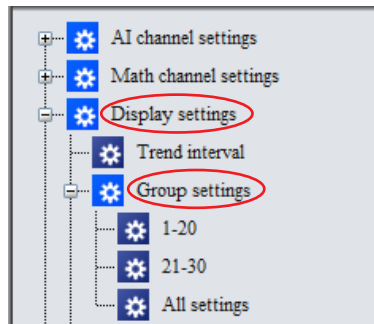 AI channel settings
Math channel settings
Display settings
Trend interval
Group settings
1-20
21-30
All settings